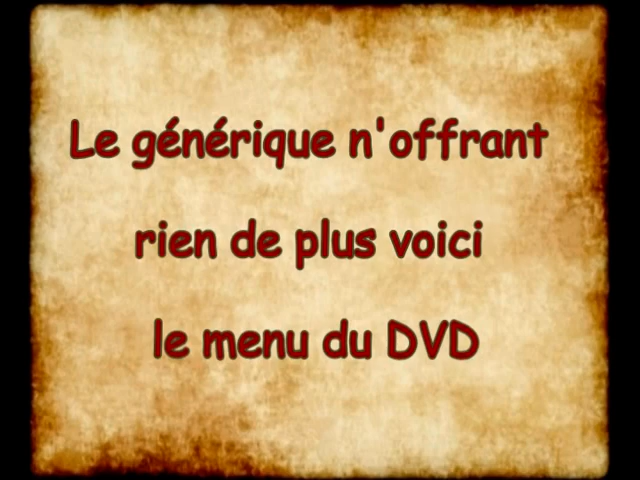 Le générique n'offrant
rien de plus voici
le menu du DVD